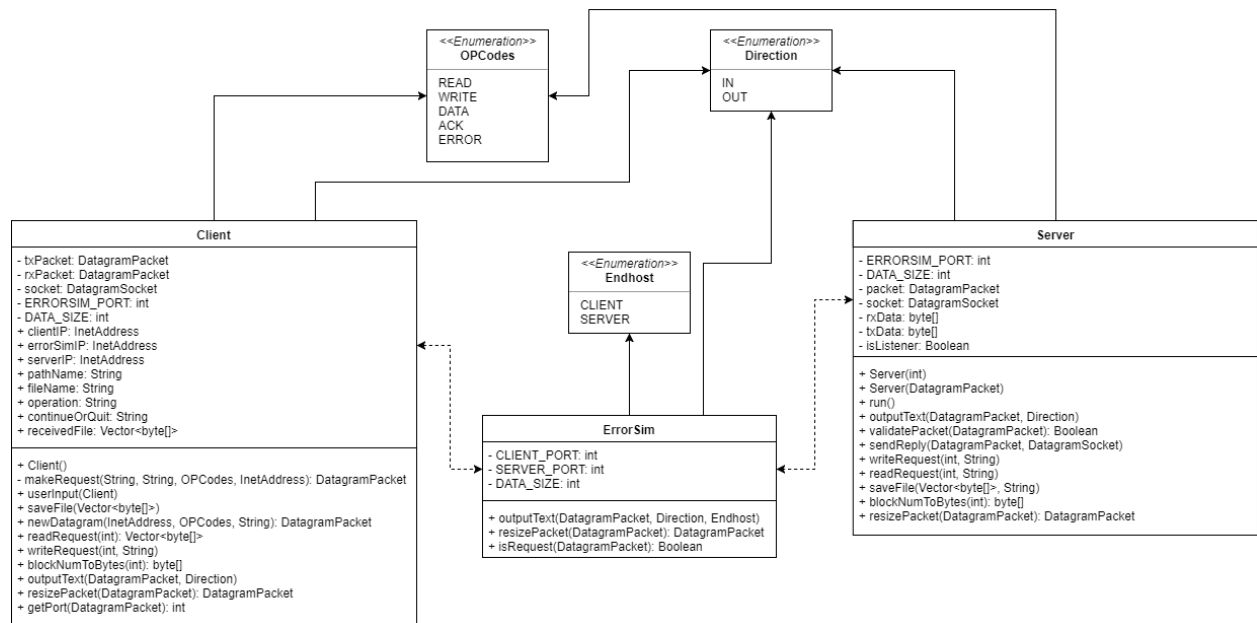 <<Enumeration>>
OPCodes
READ
WRITE
DATA
ACK
ERROR
<<Enumeration>>
Direction
IN
OUT
Client
- txPacket: DatagramPacket
- rxPacket: DatagramPacket
- socket: DatagramSocket
- ERRORSIM_PORT: int
- DATA_SIZE: int
+ clientIP: InetAddress
+ errorSimIP: InetAddress
+ serverIP: InetAddress
+ pathName: String
+ fileName: String
+ operation: String
+ continueOrQuit: String
+ receivedFile: Vector<byte[]>
+ Client()
- makeRequest(String, String, OPCodes, InetAddress): DatagramPacket
+ userInput(Client)
+ saveFile(Vector<byte[]>)
+ newDatagram(InetAddress, OPCodes, String): DatagramPacket
+ readRequest(int): Vector<byte[]>
+ writeRequest(int, String)
+ blockNumToBytes(int): byte[]
+ outputText(DatagramPacket, Direction)
+ resizePacket(DatagramPacket): DatagramPacket
+ getPort(DatagramPacket): int
<<Enumeration>>
Endhost
CLIENT
SERVER
ErrorSim
- CLIENT_PORT: int
- SERVER_PORT: int
- DATA_SIZE: int
+ outputText(DatagramPacket, Direction, Endhost)
+ resizePacket(DatagramPacket): DatagramPacket
+ isRequest(DatagramPacket): Boolean
Server
- ERRORSIM_PORT: int
- DATA_SIZE: int
- packet: DatagramPacket
- socket: DatagramSocket
- rxData: byte[]
- txData: byte[]
- isListener: Boolean
+ Server(int)
+ Server(DatagramPacket)
+ run()
+ outputText(DatagramPacket, Direction)
+ validatePacket(DatagramPacket): Boolean
+ sendReply(DatagramPacket, DatagramSocket)
+ writeRequest(int, String)
+ readRequest(int, String)
+ saveFile(Vector<byte[]>, String)
+ blockNumToBytes(int): byte[]
+ resizePacket(DatagramPacket): DatagramPacket